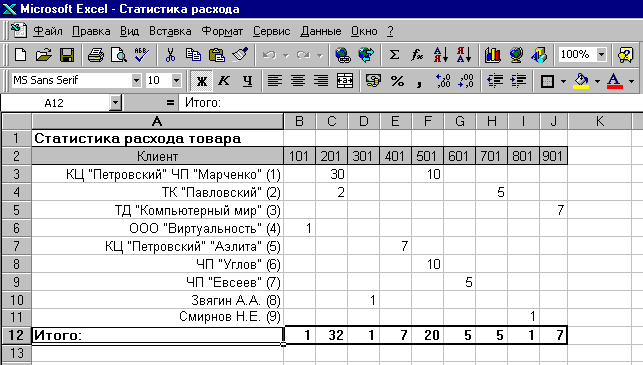 Microsoft Excel - Статистика расхода
Файл Правка Вид Вставка Формат Сервис Данные Окно ?
Σ fx 100%
MS Sans Serif 10 Ж К Ч % ,
A12 = Итого:
A B C D E F G H I J K
1 Статистика расхода товара
2 Клиент 101 201 301 401 501 601 701 801 901
3 КЦ "Петровский" ЧП "Марченко" (1) 30 10
4 ТК "Павловский" (2) 2 5
5 ТД "Компьютерный мир" (3) 7
6 ООО "Виртуальность" (4) 1
7 КЦ "Петровский" "Аэлита" (5) 7
8 ЧП "Углов" (6) 10
9 ЧП "Евсеев" (7) 5
10 Звягин А.А. (8) 1
11 Смирнов Н.Е. (9) 1
12 Итого: 1 32 1 7 20 5 5 1 7
13